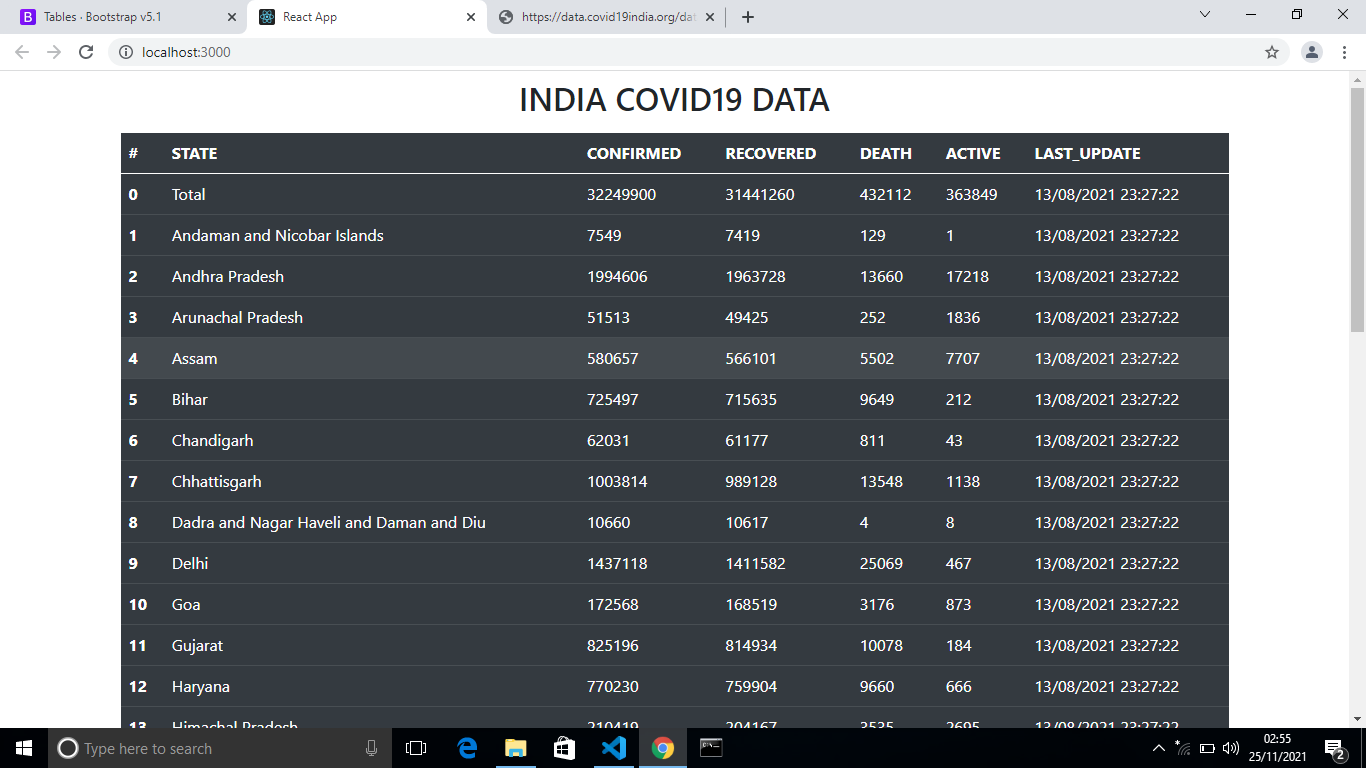 Tables · Bootstrap v5.1
React App
https://data.covid19india.org/dat
localhost:3000
INDIA COVID19 DATA
# STATE CONFIRMED RECOVERED DEATH ACTIVE LAST_UPDATE
0 Total 32249900 31441260 432112 363849 13/08/2021 23:27:22
1 Andaman and Nicobar Islands 7549 7419 129 1 13/08/2021 23:27:22
2 Andhra Pradesh 1994606 1963728 13660 17218 13/08/2021 23:27:22
3 Arunachal Pradesh 51513 49425 252 1836 13/08/2021 23:27:22
4 Assam 580657 566101 5502 7707 13/08/2021 23:27:22
5 Bihar 725497 715635 9649 212 13/08/2021 23:27:22
6 Chandigarh 62031 61177 811 43 13/08/2021 23:27:22
7 Chhattisgarh 1003814 989128 13548 1138 13/08/2021 23:27:22
8 Dadra and Nagar Haveli and Daman and Diu 10660 10617 4 8 13/08/2021 23:27:22
9 Delhi 1437118 1411582 25069 467 13/08/2021 23:27:22
10 Goa 172568 168519 3176 873 13/08/2021 23:27:22
11 Gujarat 825196 814934 10078 184 13/08/2021 23:27:22
12 Haryana 770230 759904 9660 666 13/08/2021 23:27:22
13 Himachal Pradesh 210419 204167 3535 2695 13/08/2021 23:27:22
Type here to search
02:55
25/11/2021
2